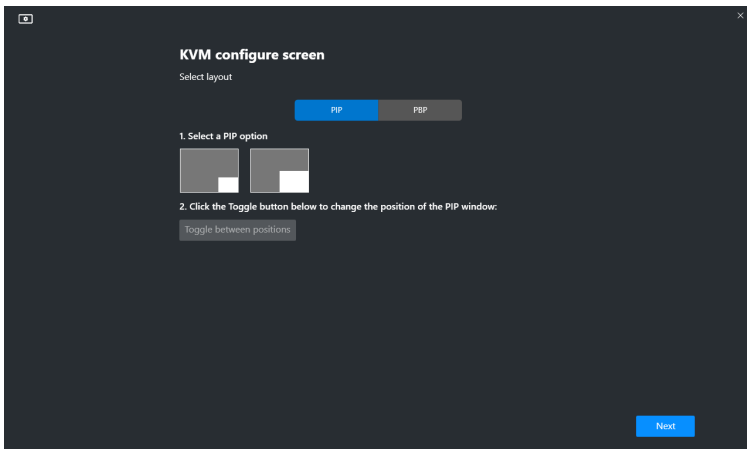 KVM configure screen
Select layout
PIP PBP
1. Select a PIP option
2. Click the Toggle button below to change the position of the PIP window:
Toggle between positions
Next